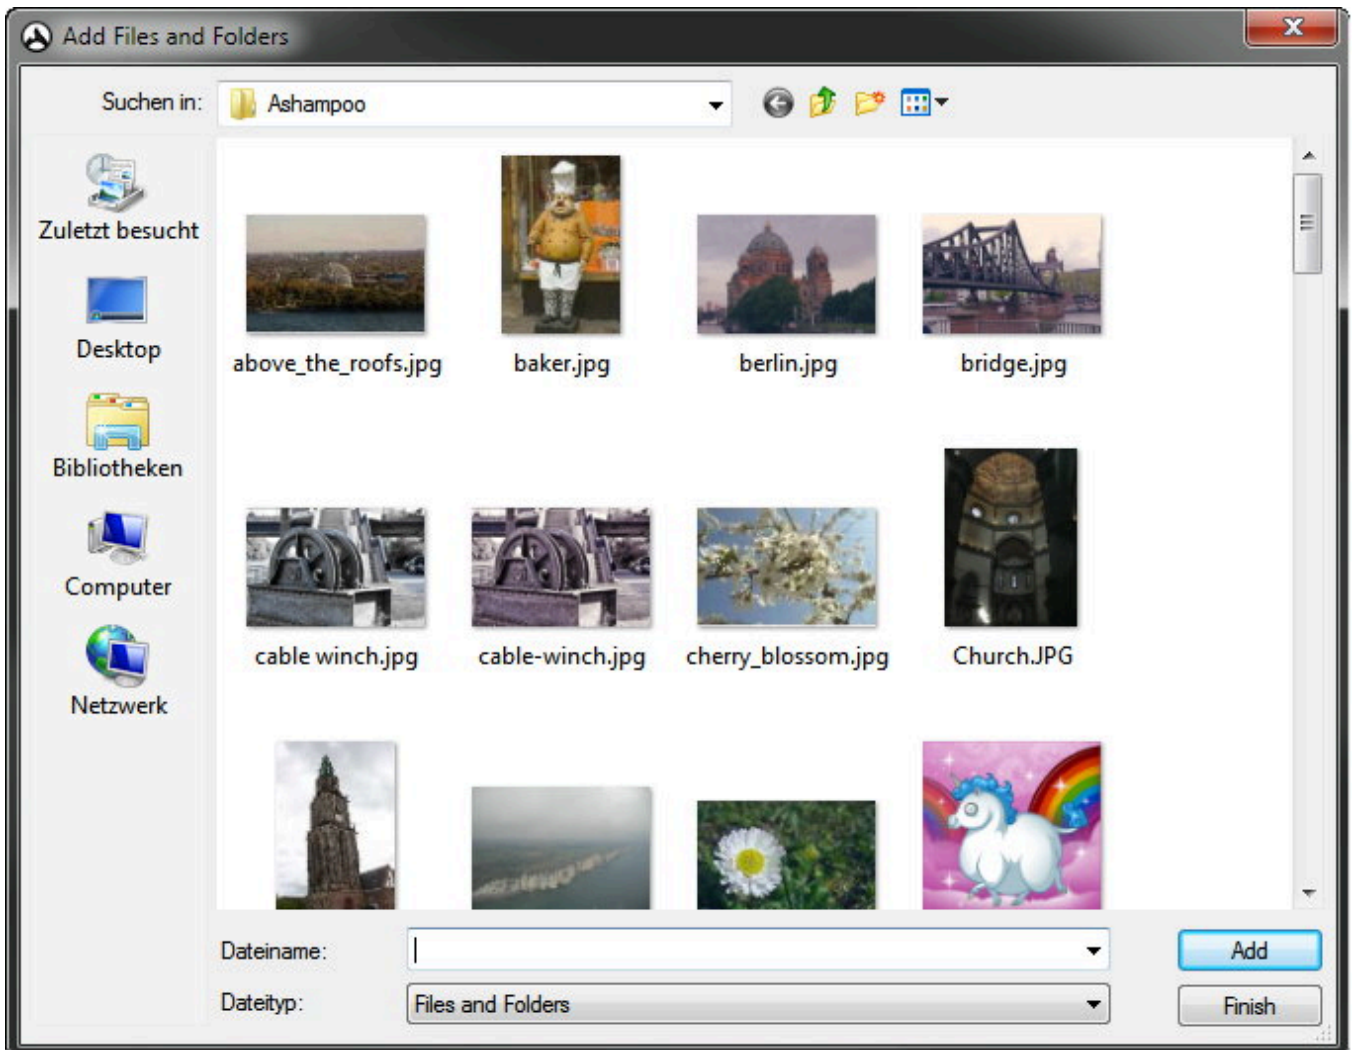 Add Files and Folders
Suchen in: Ashampoo
Zuletzt besucht
Desktop
Bibliotheken
Computer
Netzwerk
above_the_roofs.jpg baker.jpg berlin.jpg bridge.jpg
cable winch.jpg cable-winch.jpg cherry_blossom.jpg Church.JPG
Dateiname: Add
Dateityp: Files and Folders Finish